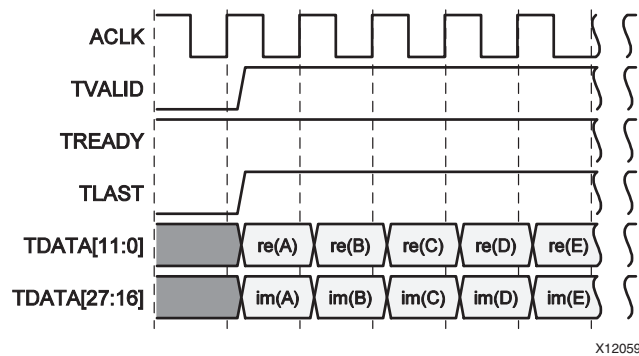 ACLK
TVALID
TREADY
TLAST
TDATA[11:0] re(A) re(B) re(C) re(D) re(E)
TDATA[27:16] im(A) im(B) im(C) im(D) im(E)
X12059